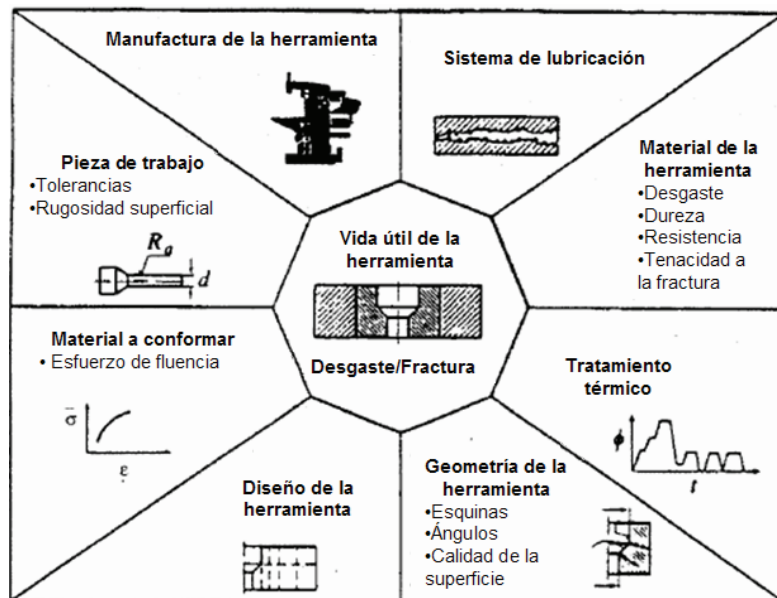 Manufactura de la herramienta
Sistema de lubricación
Pieza de trabajo
•Tolerancias
•Rugosidad superficial
Ra
d
Material de la
herramienta
•Desgaste
•Dureza
•Resistencia
•Tenacidad a
la fractura
Vida útil de la
herramienta
Desgaste/Fractura
Material a conformar
• Esfuerzo de fluencia
σ̅
ε
Tratamiento
térmico
ϕ
t
Diseño de la
herramienta
Geometría de la
herramienta
•Esquinas
•Ángulos
•Calidad de la
superficie